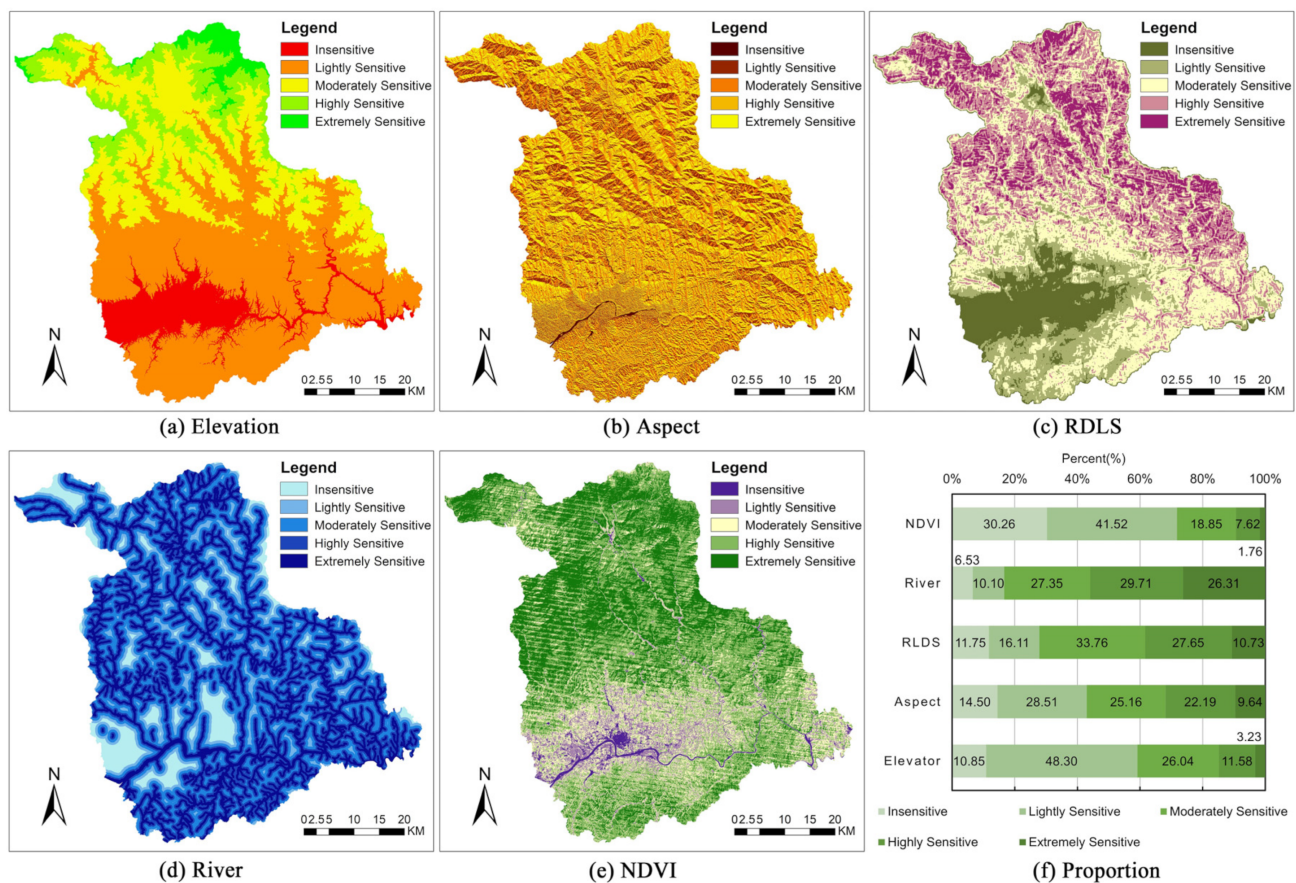 Legend
Insensitive
Lightly Sensitive
Moderately Sensitive
Highly Sensitive
Extremely Sensitive
N
02.55 10 15 20
KM
(a) Elevation
Legend
Insensitive
Lightly Sensitive
Moderately Sensitive
Highly Sensitive
Extremely Sensitive
N
02.55 10 15 20
KM
(b) Aspect
Legend
Insensitive
Lightly Sensitive
Moderately Sensitive
Highly Sensitive
Extremely Sensitive
N
02.55 10 15 20
KM
(c) RDLS
Legend
Insensitive
Lightly Sensitive
Moderately Sensitive
Highly Sensitive
Extremely Sensitive
N
02.55 10 15 20
KM
(d) River
Legend
Insensitive
Lightly Sensitive
Moderately Sensitive
Highly Sensitive
Extremely Sensitive
N
02.55 10 15 20
KM
(e) NDVI
Percent(%)
0% 20% 40% 60% 80% 100%
NDVI 30.26 41.52 18.85 7.62
1.76
6.53
River 10.10 27.35 29.71 26.31
RLDS 11.75 16.11 33.76 27.65 10.73
Aspect 14.50 28.51 25.16 22.19 9.64
3.23
Elevator 10.85 48.30 26.04 11.58
Insensitive Lightly Sensitive Moderately Sensitive
Highly Sensitive Extremely Sensitive
(f) Proportion